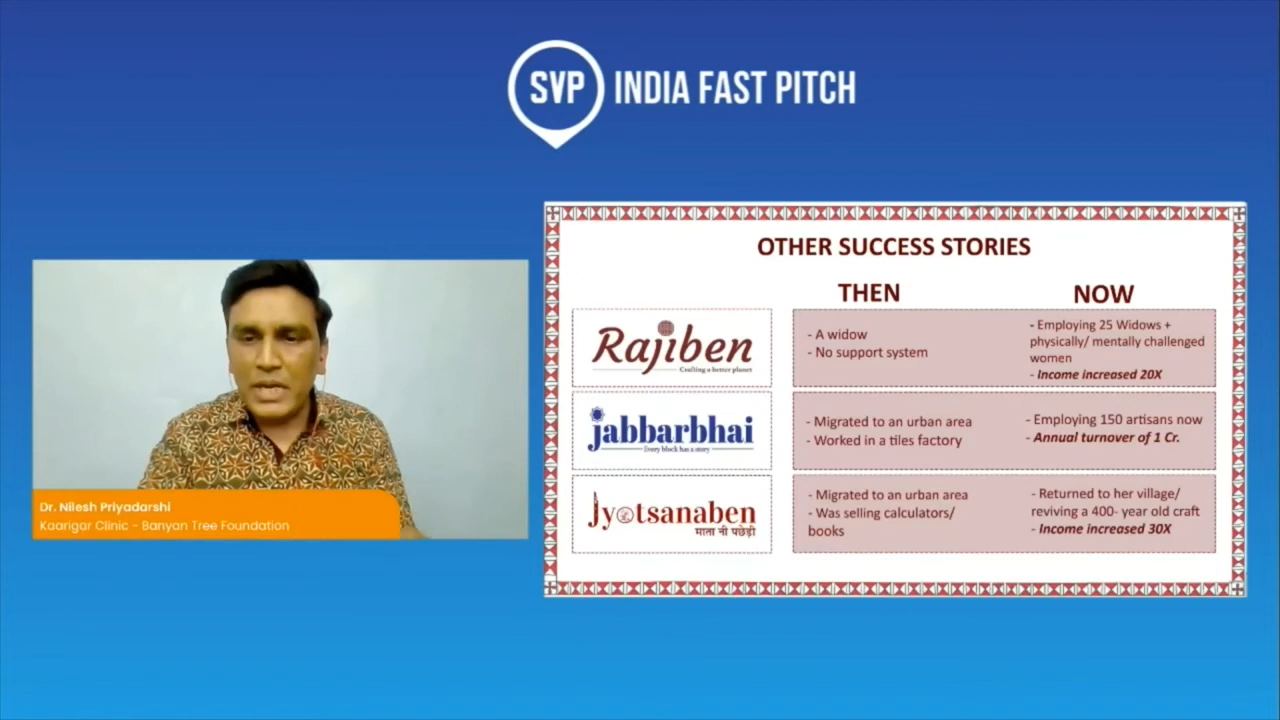 SVP INDIA FAST PITCH
OTHER SUCCESS STORIES
THEN
NOW
Rajiben
Crafting a better planet
- A widow
- No support system
- Employing 25 Widows +
physically/ mentally challenged
women
- Income increased 20X
jabbarbhai
Every block has a story
- Migrated to an urban area
- Worked in a tiles factory
- Employing 150 artisans now
- Annual turnover of 1 Cr.
Jyotsanaben
माता नी पछेड़ी
- Migrated to an urban area
- Was selling calculators/
books
- Returned to her village/
reviving a 400- year old craft
- Income increased 30X
Dr. Nilesh Priyadarshi
Kaarigar Clinic - Banyan Tree Foundation